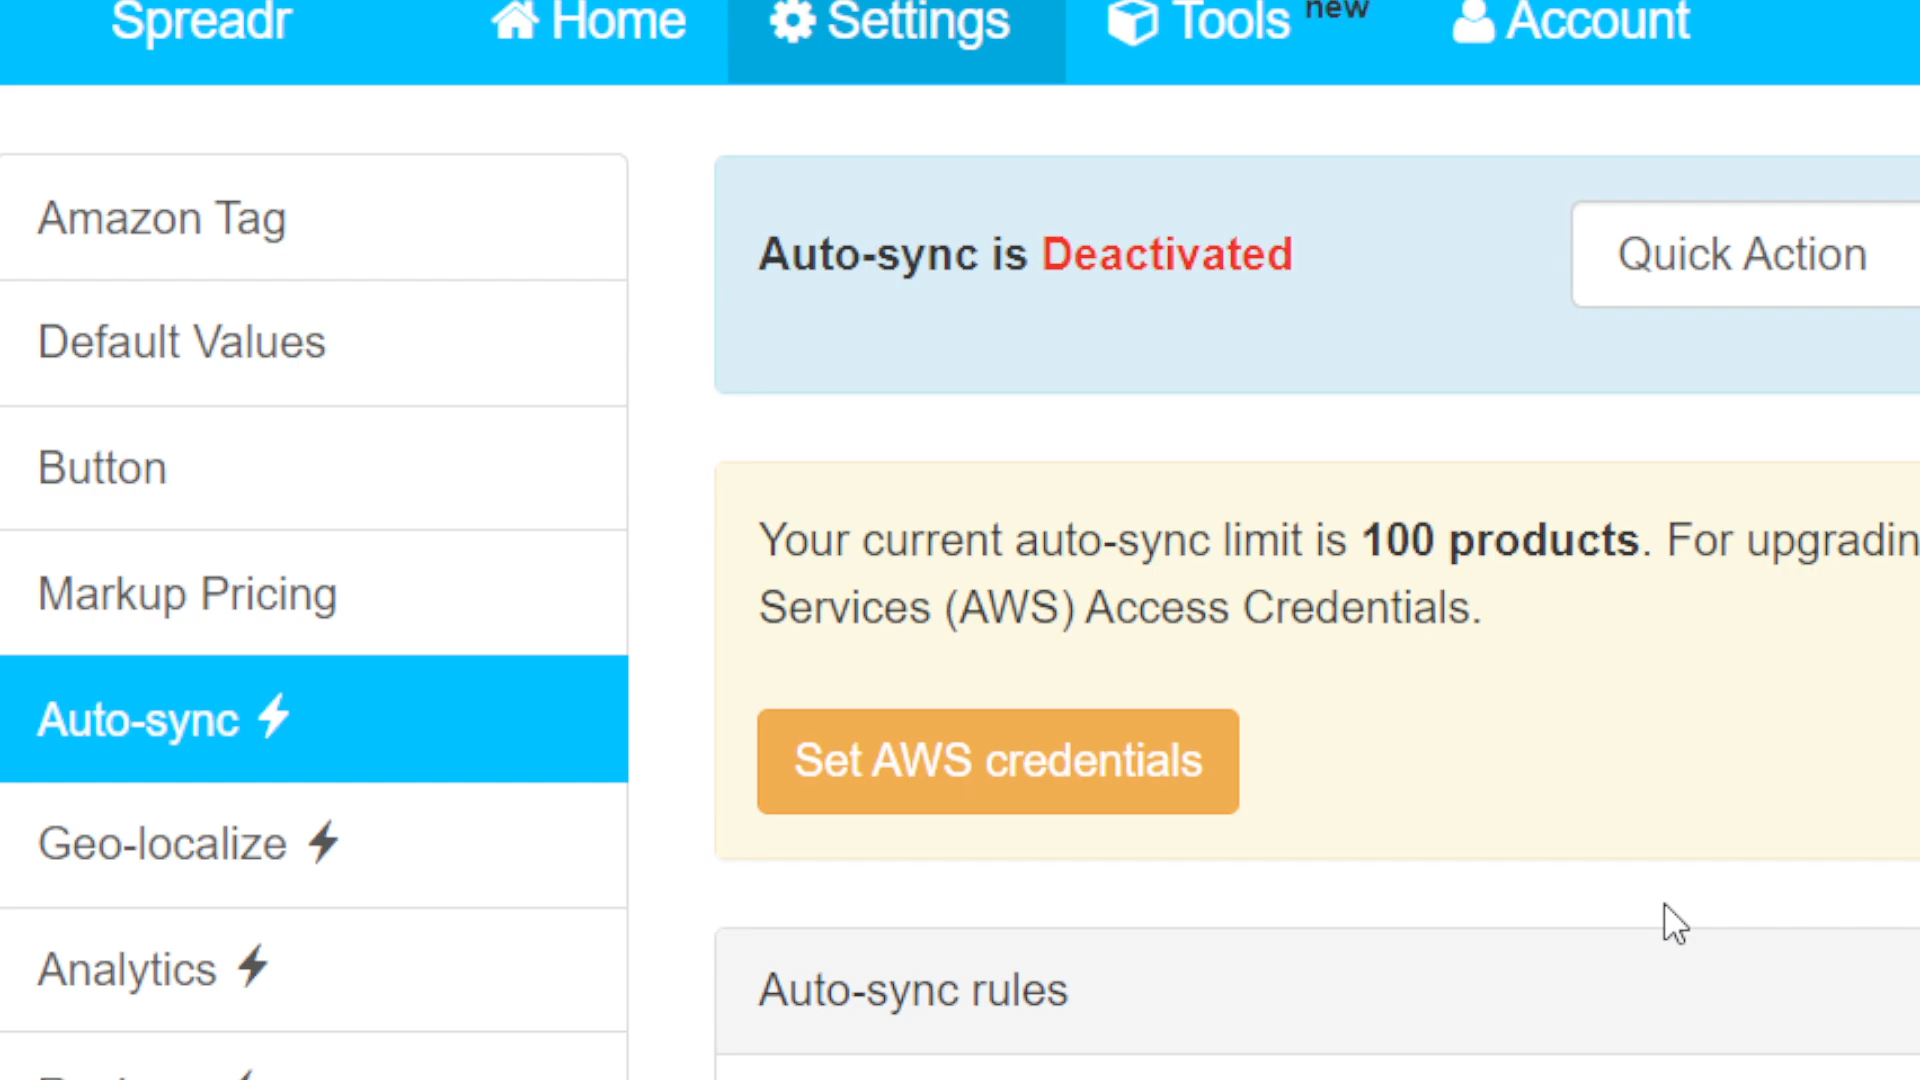 Spreadr Home Settings Tools new Account
Amazon Tag
Default Values
Button
Markup Pricing
Auto-sync
Geo-localize
Analytics
Auto-sync is Deactivated
Quick Action
Your current auto-sync limit is 100 products. For upgradin
Services (AWS) Access Credentials.
Set AWS credentials
Auto-sync rules